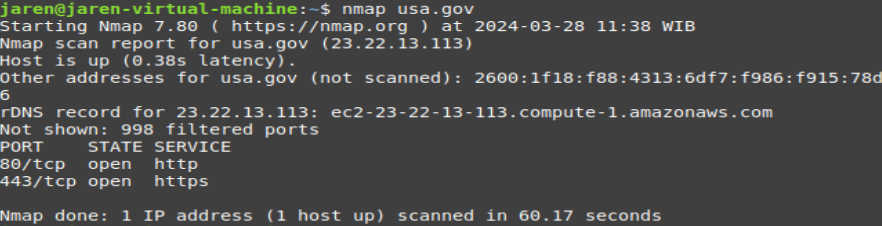 jaren@jaren-virtual-machine:~$ nmap usa.gov
Starting Nmap 7.80 ( https://nmap.org ) at 2024-03-28 11:38 WIB
Nmap scan report for usa.gov (23.22.13.113)
Host is up (0.38s latency).
Other addresses for usa.gov (not scanned): 2600:1f18:f88:4313:6df7:f986:f915:78d
6
rDNS record for 23.22.13.113: ec2-23-22-13-113.compute-1.amazonaws.com
Not shown: 998 filtered ports
PORT    STATE SERVICE
80/tcp  open  http
443/tcp open  https

Nmap done: 1 IP address (1 host up) scanned in 60.17 seconds